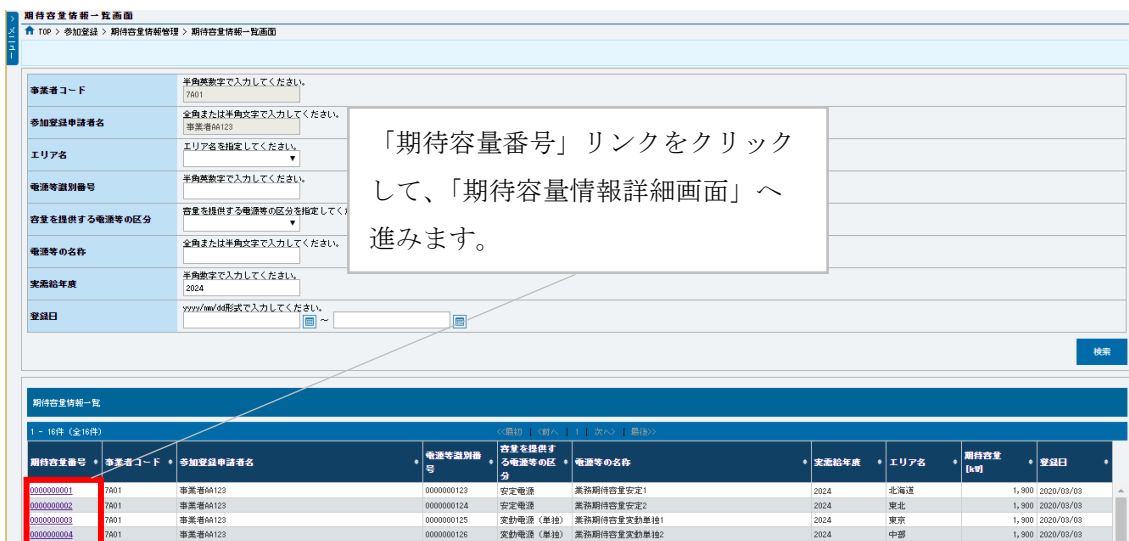 期待容量情報一覧画面
メニュー
TOP > 参加登録 > 期待容量情報管理 > 期待容量情報一覧画面
事業者コード
半角英数字で入力してください。
7A01
参加登録申請者名
全角または半角文字で入力してください。
事業者AA123
エリア名
エリア名を指定してください。
電源等識別番号
半角英数字で入力してください。
容量を提供する電源等の区分
容量を提供する電源等の区分を指定してくだ
電源等の名称
全角または半角文字で入力してください。
実需給年度
半角数字で入力してください。
2024
登録日
yyyy/mm/dd形式で入力してください。
~
「期待容量番号」リンクをクリック
して、「期待容量情報詳細画面」へ
進みます。
検索
期待容量情報一覧
1 - 16件 (全16件)
<<最初 | <前へ | 1 | 次へ> | 最後>>
期待容量番号 事業者コード 参加登録申請者名 電源等識別番号 容量を提供する電源等の区分 電源等の名称 実需給年度 エリア名 期待容量[kW] 登録日
0000000001 7A01 事業者AA123 0000000123 安定電源 業務期待容量安定1 2024 北海道 1,900 2020/03/03
0000000002 7A01 事業者AA123 0000000124 安定電源 業務期待容量安定2 2024 東北 1,900 2020/03/03
0000000003 7A01 事業者AA123 0000000125 変動電源(単独) 業務期待容量変動単独1 2024 東京 1,900 2020/03/03
0000000004 7A01 事業者AA123 0000000126 変動電源(単独) 業務期待容量変動単独2 2024 中部 1,900 2020/03/03